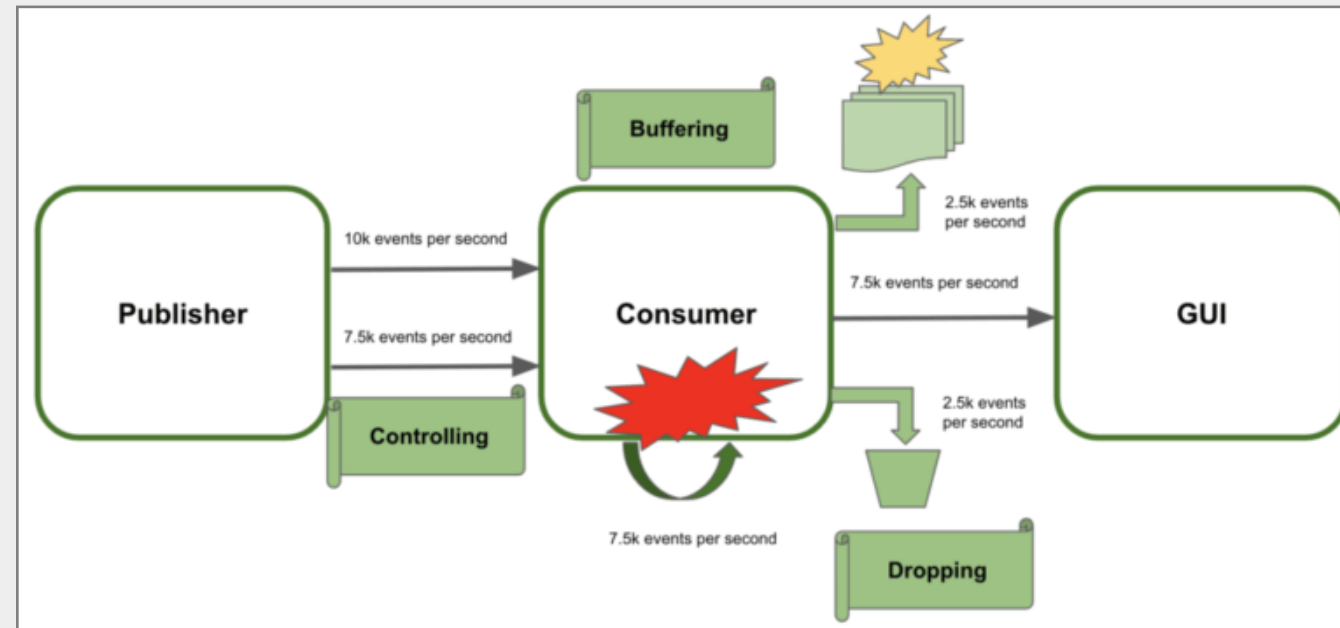 Buffering
2.5k events
per second
10k events per second
7.5k events per second
Publisher
Consumer
GUI
7.5k events per second
2.5k events
per second
Controlling
7.5k events per second
Dropping